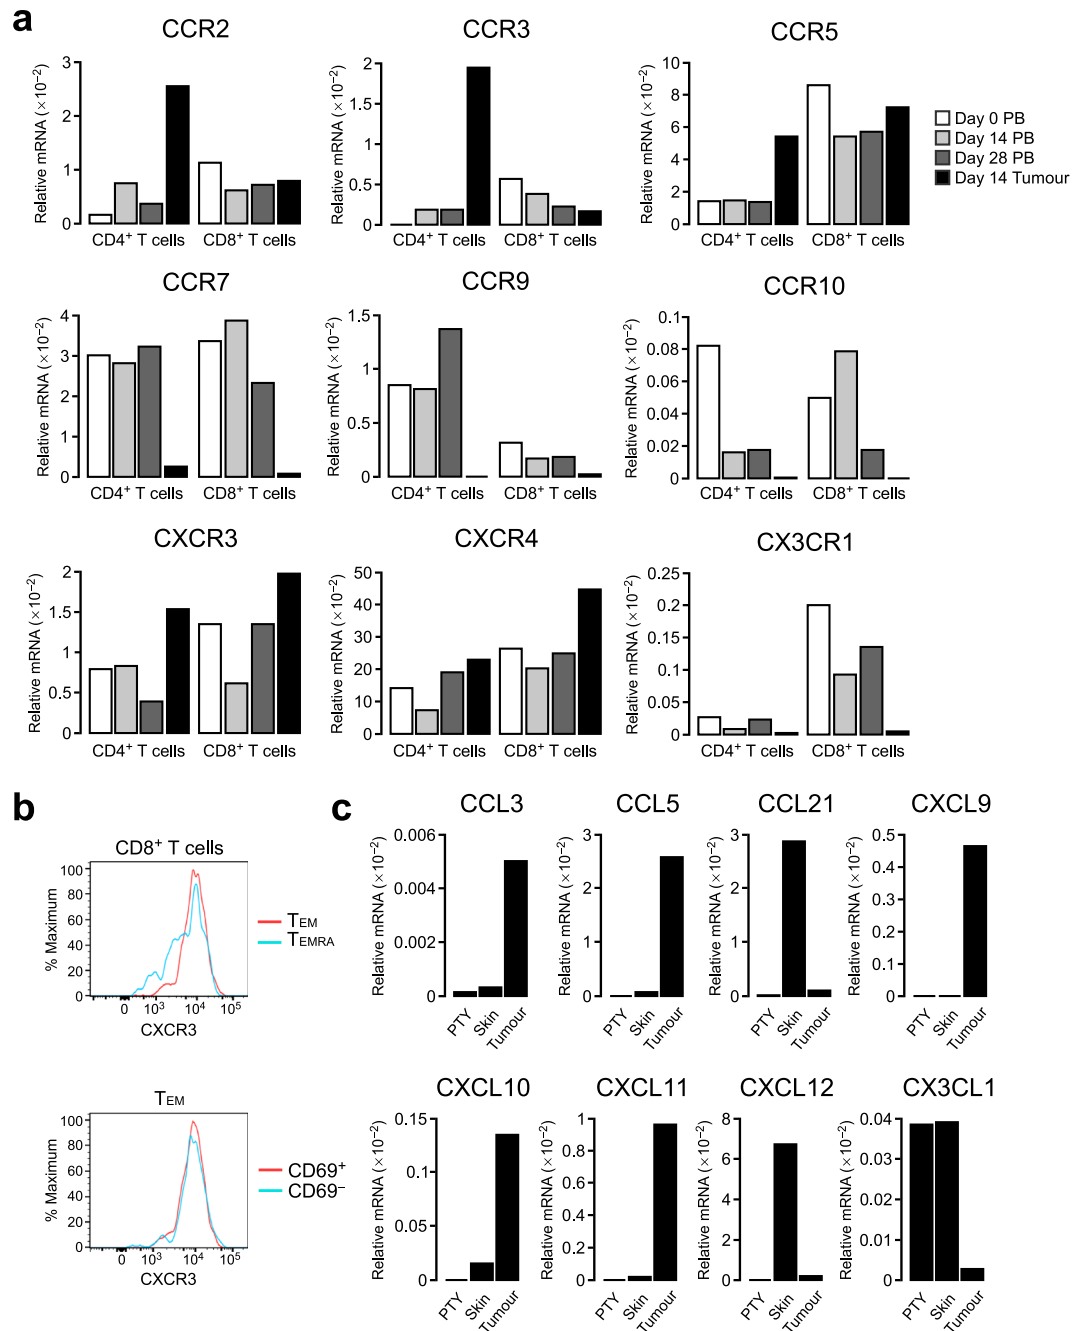 a
CCR2
Relative mRNA (×10⁻²)
3
2
1
0
CD4⁺ T cells CD8⁺ T cells
CCR3
Relative mRNA (×10⁻²)
2
1.5
1
0.5
0
CD4⁺ T cells CD8⁺ T cells
CCR5
Relative mRNA (×10⁻²)
10
8
6
4
2
0
CD4⁺ T cells CD8⁺ T cells
Day 0 PB
Day 14 PB
Day 28 PB
Day 14 Tumour
CCR7
Relative mRNA (×10⁻²)
4
3
2
1
0
CD4⁺ T cells CD8⁺ T cells
CCR9
Relative mRNA (×10⁻²)
1.5
1
0.5
0
CD4⁺ T cells CD8⁺ T cells
CCR10
Relative mRNA (×10⁻²)
0.1
0.08
0.06
0.04
0.02
0
CD4⁺ T cells CD8⁺ T cells
CXCR3
Relative mRNA (×10⁻²)
2
1.5
1
0.5
0
CD4⁺ T cells CD8⁺ T cells
CXCR4
Relative mRNA (×10⁻²)
50
40
30
20
10
0
CD4⁺ T cells CD8⁺ T cells
CX3CR1
Relative mRNA (×10⁻²)
0.25
0.2
0.15
0.1
0.05
0
CD4⁺ T cells CD8⁺ T cells
b
CD8⁺ T cells
% Maximum
100
80
60
40
20
0
0 10³ 10⁴ 10⁵
CXCR3
TEM
TEMRA
TEM
% Maximum
100
80
60
40
20
0
0 10³ 10⁴ 10⁵
CXCR3
CD69⁺
CD69⁻
c
CCL3
Relative mRNA (×10⁻²)
0.006
0.004
0.002
0
PTY Skin Tumour
CCL5
Relative mRNA (×10⁻²)
3
2
1
0
PTY Skin Tumour
CCL21
Relative mRNA (×10⁻²)
3
2
1
0
PTY Skin Tumour
CXCL9
Relative mRNA (×10⁻²)
0.5
0.4
0.3
0.2
0.1
0
PTY Skin Tumour
CXCL10
Relative mRNA (×10⁻²)
0.15
0.1
0.05
0
PTY Skin Tumour
CXCL11
Relative mRNA (×10⁻²)
1
0.8
0.6
0.4
0.2
0
PTY Skin Tumour
CXCL12
Relative mRNA (×10⁻²)
8
6
4
2
0
PTY Skin Tumour
CX3CL1
Relative mRNA (×10⁻²)
0.04
0.03
0.02
0.01
0
PTY Skin Tumour